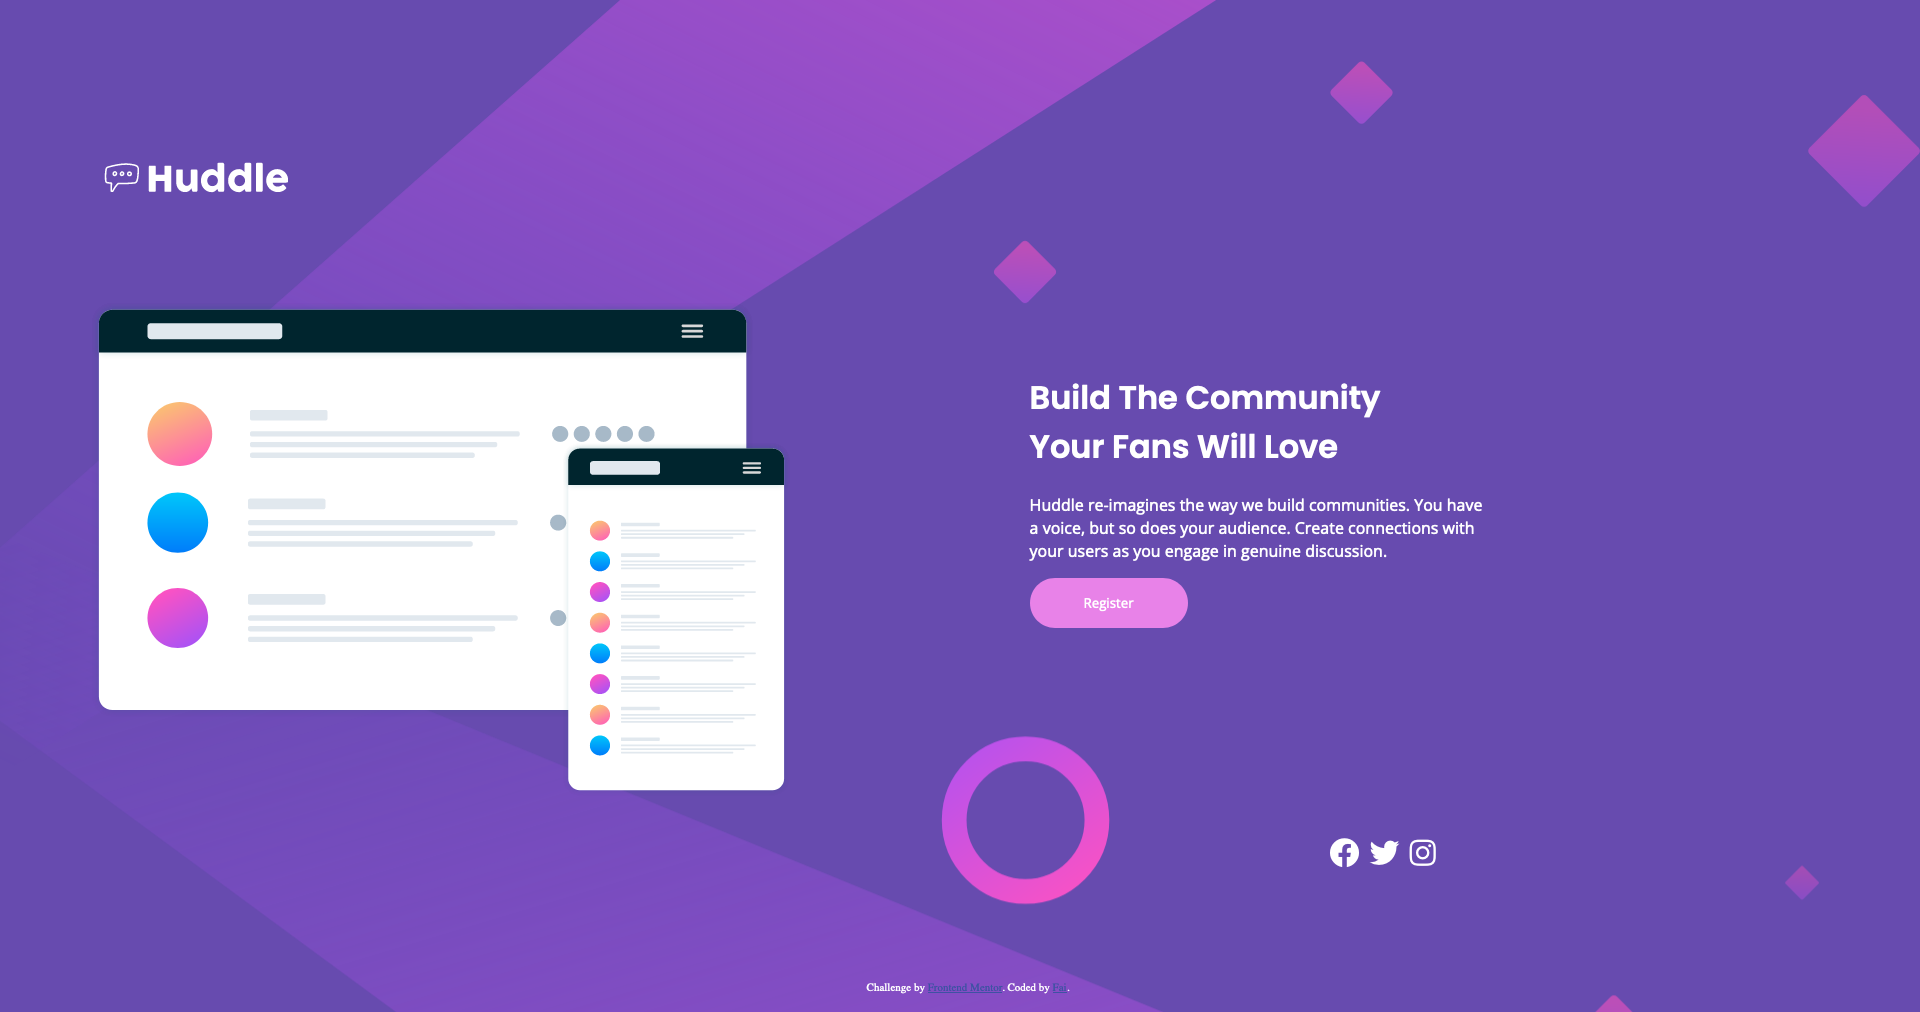 Huddle
Build The Community
Your Fans Will Love
Huddle re-imagines the way we build communities. You have
a voice, but so does your audience. Create connections with
your users as you engage in genuine discussion.
Register
Challenge by Frontend Mentor. Coded by Fai.